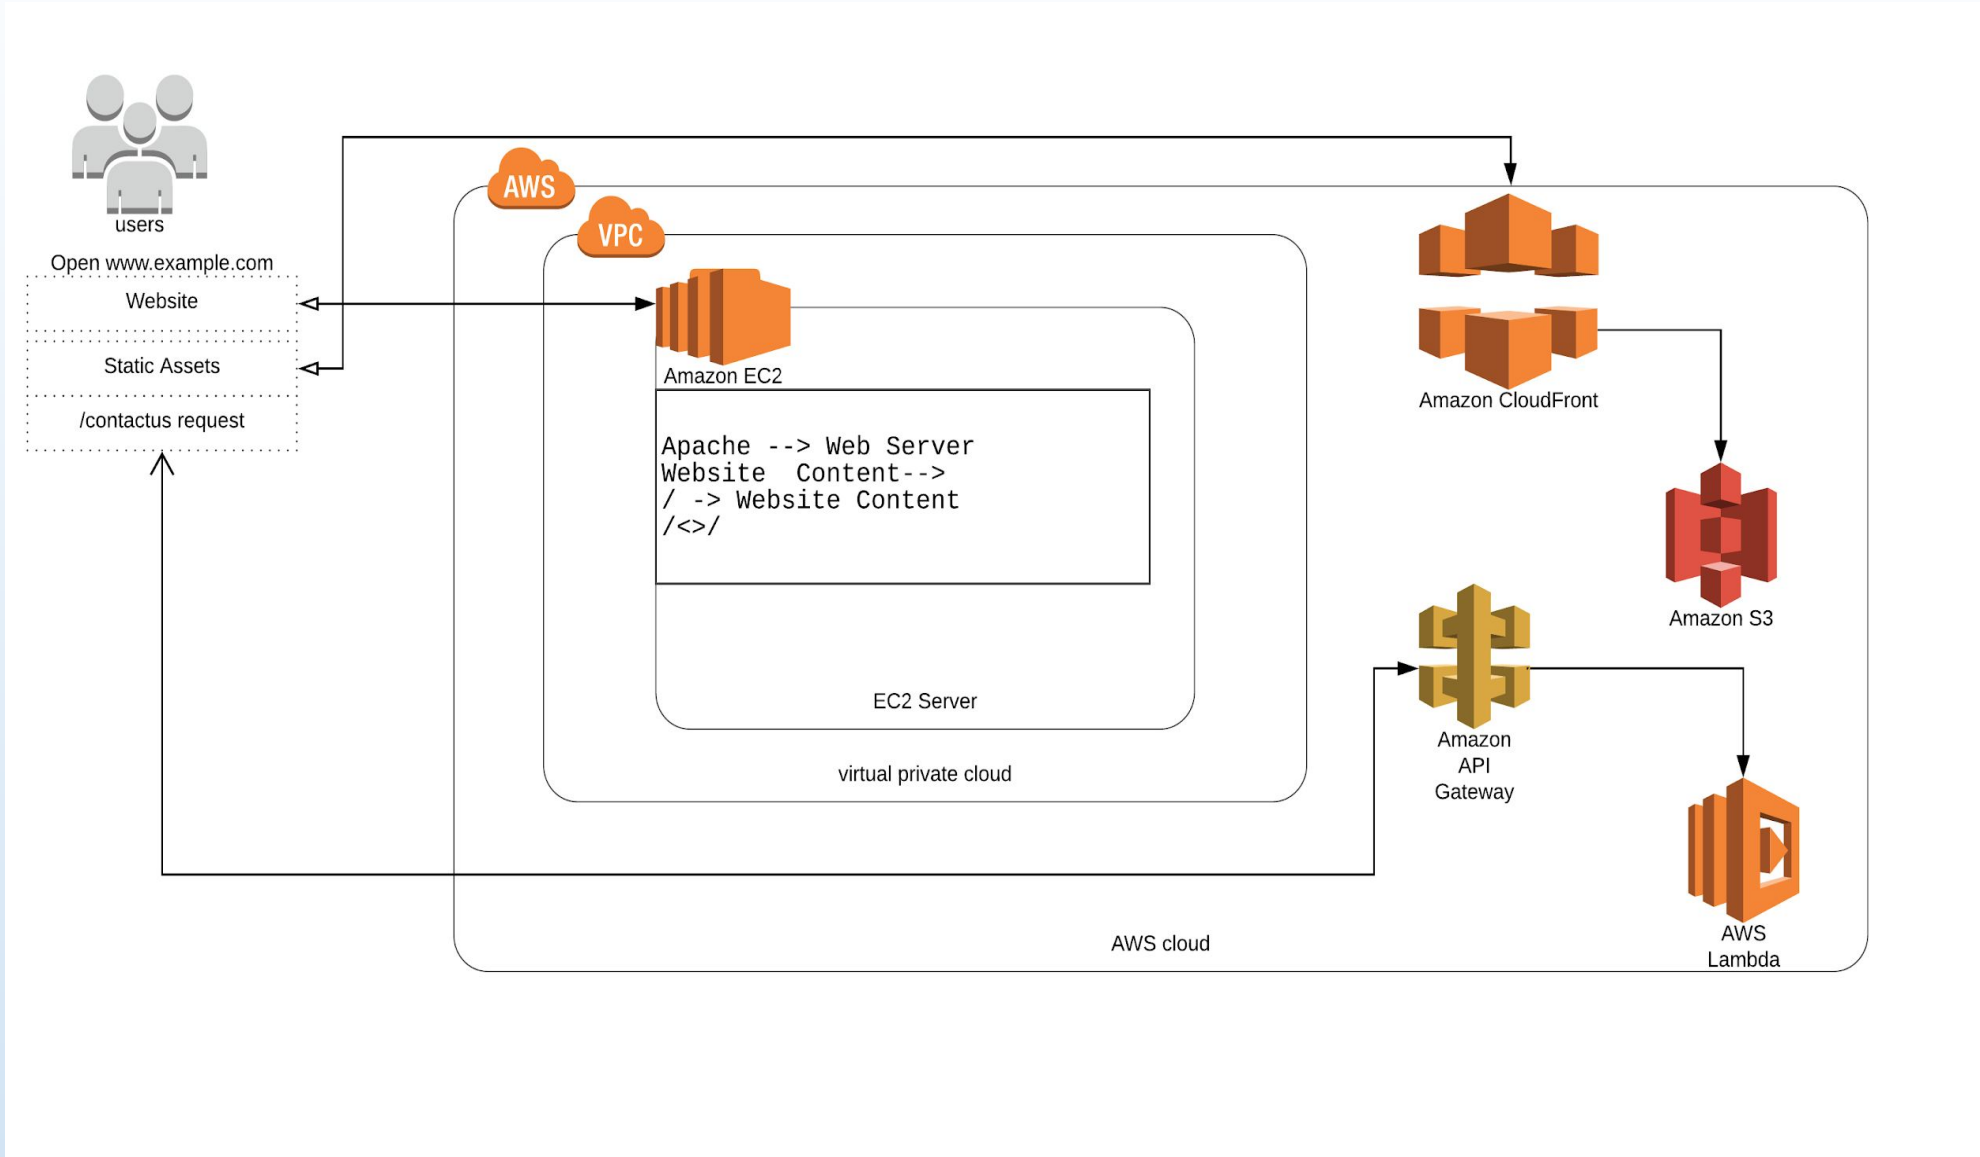 users
Open www.example.com
Website
Static Assets
/contactus request
AWS
VPC
Amazon EC2
Apache --> Web Server
Website  Content-->
/ -> Website Content
/<>/
EC2 Server
virtual private cloud
AWS cloud
Amazon CloudFront
Amazon S3
Amazon
API
Gateway
AWS
Lambda